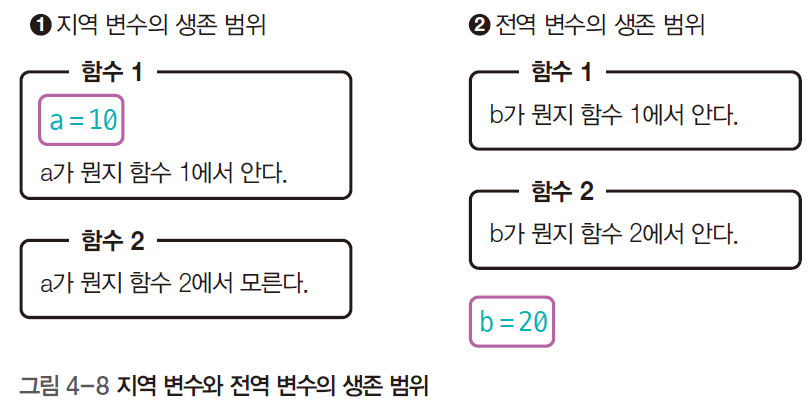 ❶ 지역 변수의 생존 범위
함수 1
a=10
a가 뭔지 함수 1에서 안다.
함수 2
a가 뭔지 함수 2에서 모른다.
❷ 전역 변수의 생존 범위
함수 1
b가 뭔지 함수 1에서 안다.
함수 2
b가 뭔지 함수 2에서 안다.
b=20
그림 4-8 지역 변수와 전역 변수의 생존 범위